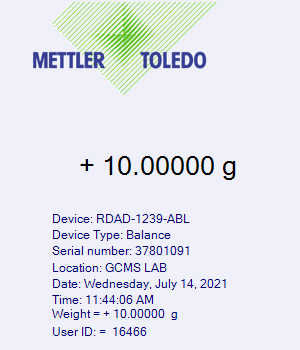 METTLER TOLEDO
+ 10.00000 g
Device: RDAD-1239-ABL
Device Type: Balance
Serial number: 37801091
Location: GCMS LAB
Date: Wednesday, July 14, 2021
Time: 11:44:06 AM
Weight = + 10.00000 g
User ID: = 16466